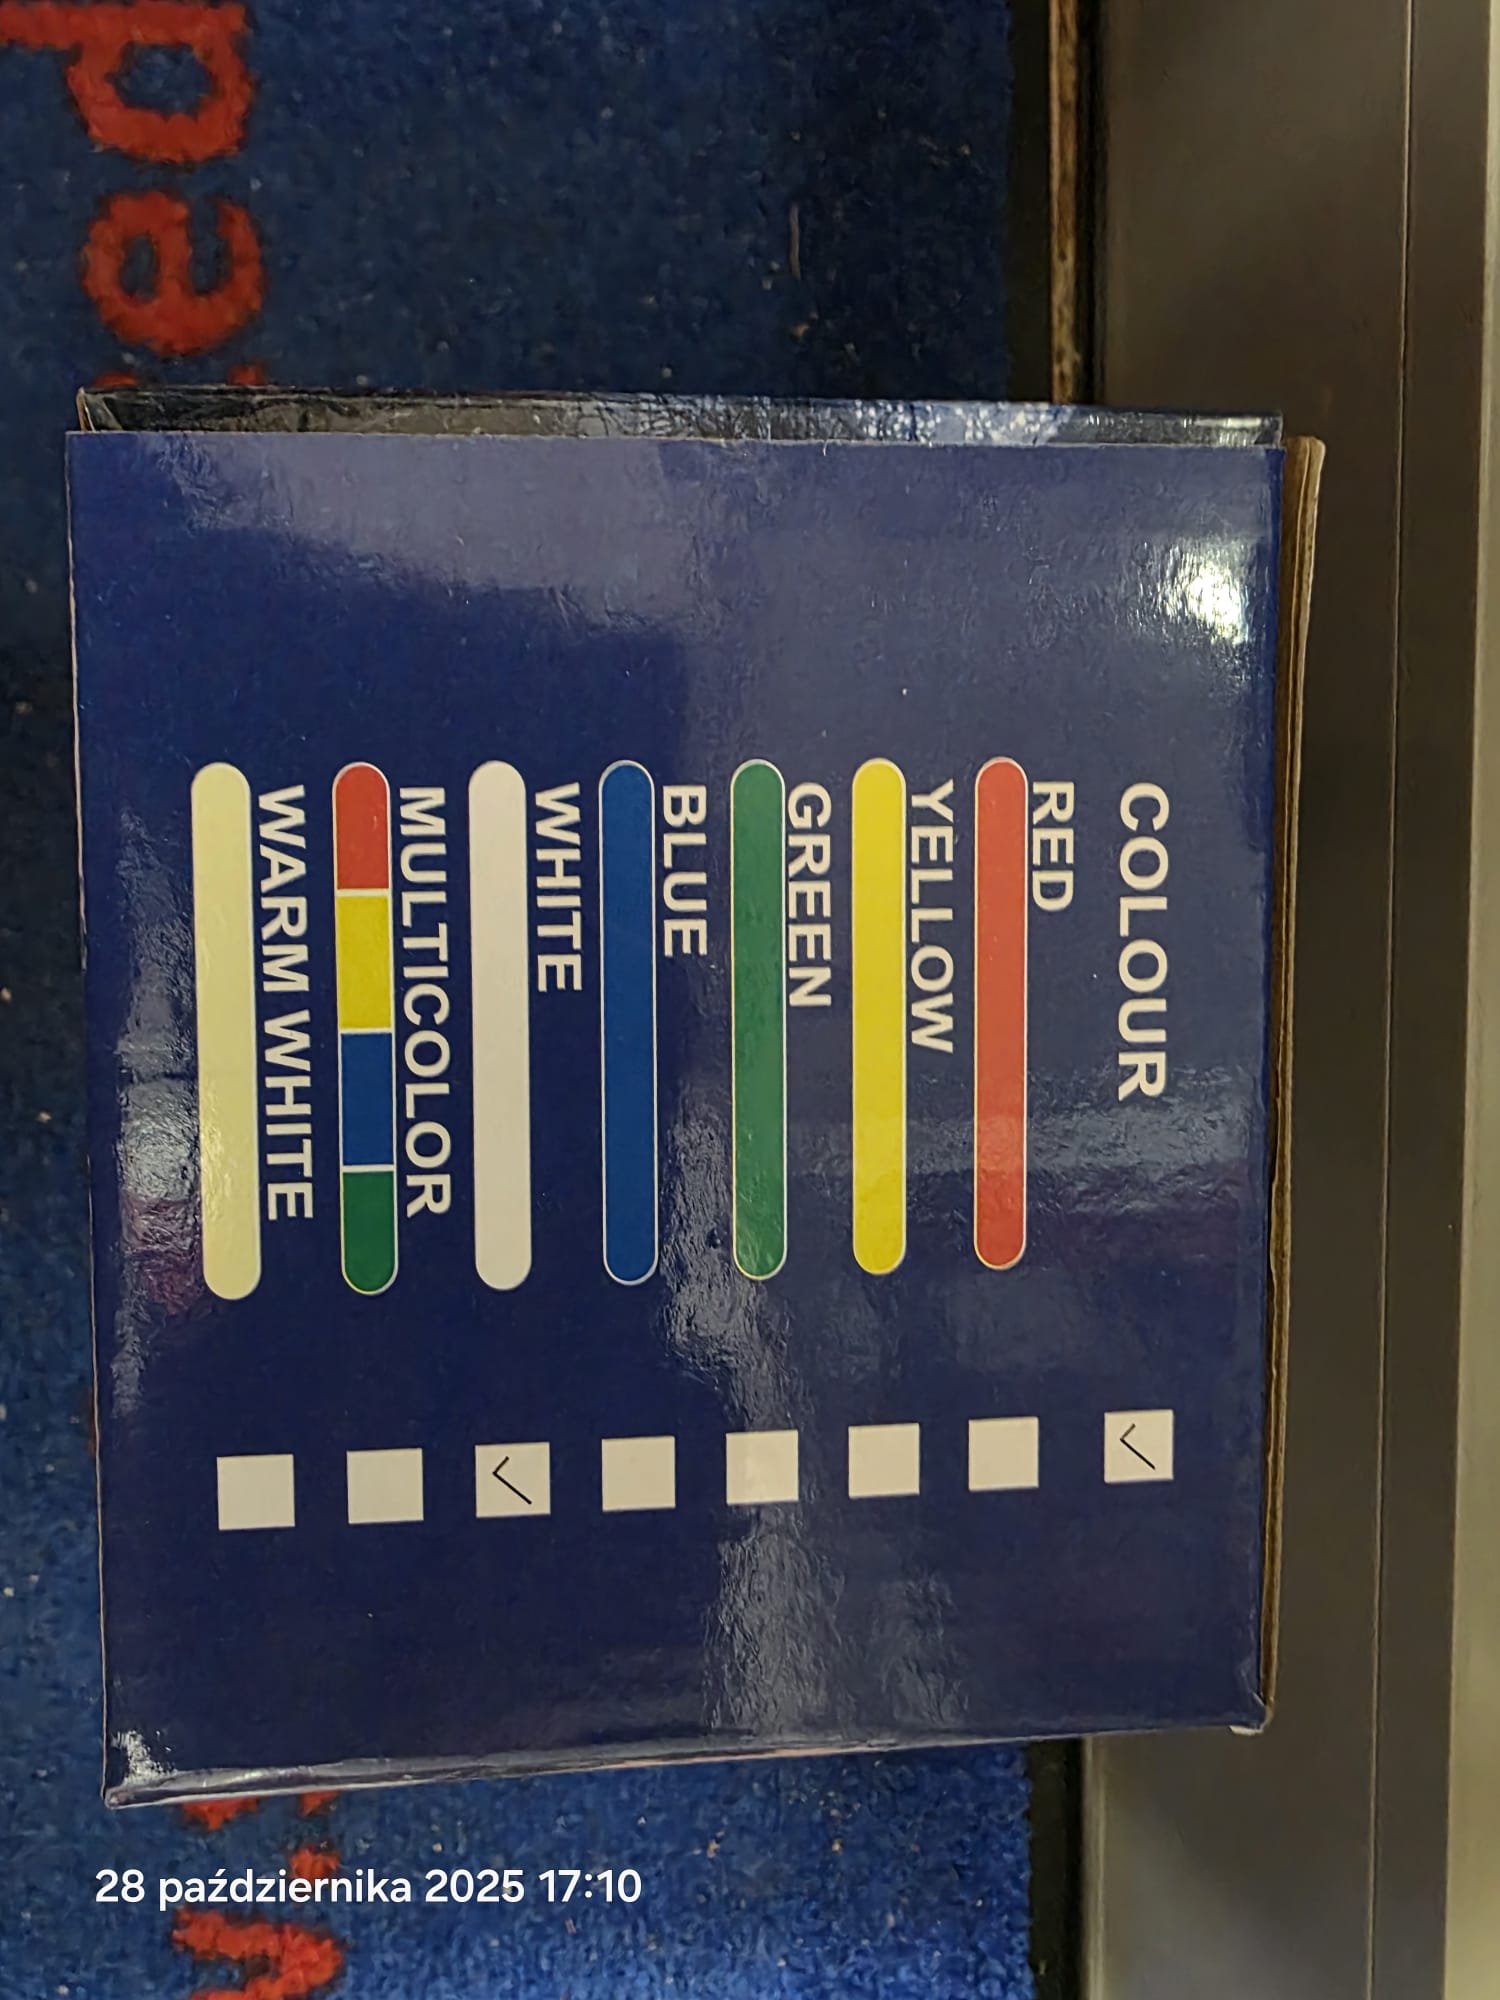 COLOUR
RED
YELLOW
GREEN
BLUE
WHITE
MULTICOLOR
WARM WHITE
28 października 2025 17:10